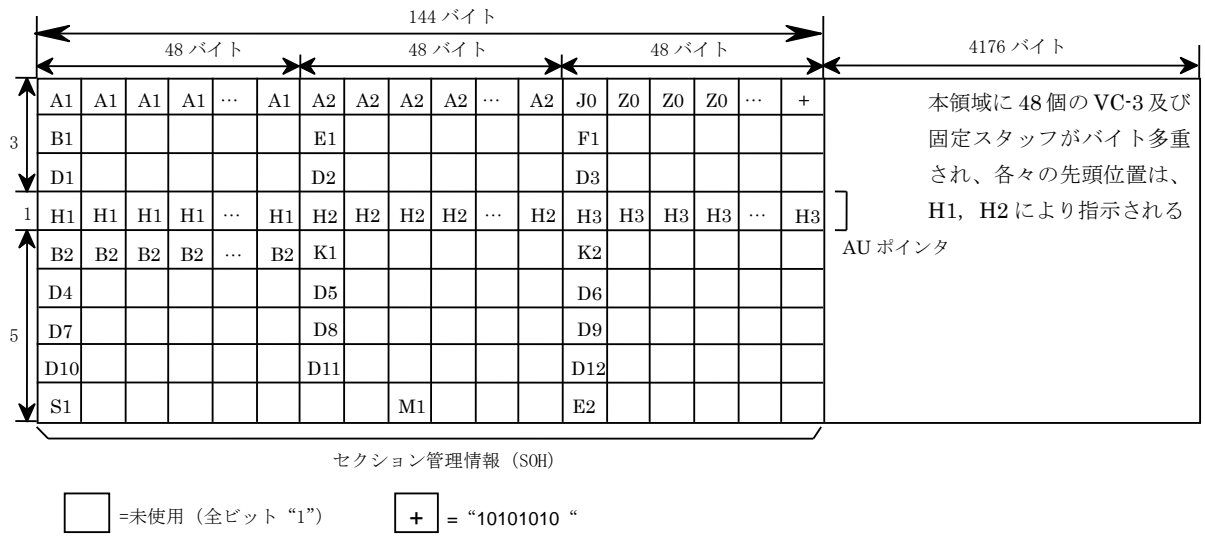 144 バイト
48 バイト 48 バイト 48 バイト 4176 バイト
A1 A1 A1 A1 … A1 A2 A2 A2 A2 … A2 J0 Z0 Z0 Z0 … +
3 B1 E1 F1
D1 D2 D3
1 H1 H1 H1 H1 … H1 H2 H2 H2 H2 … H2 H3 H3 H3 H3 … H3
B2 B2 B2 B2 … B2 K1 K2
D4 D5 D6
5 D7 D8 D9
D10 D11 D12
S1 M1 E2
本領域に 48 個の VC-3 及び
固定スタッフがバイト多重
され、各々の先頭位置は、
H1, H2 により指示される
AU ポインタ
セクション管理情報 (SOH)
=未使用 (全ビット “1”)
+ = “10101010 “